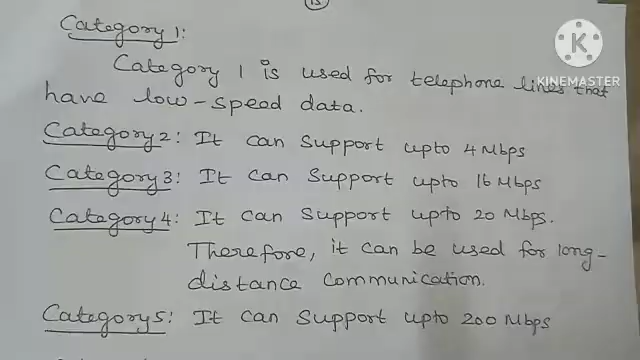 15
Category 1:
Category 1 is used for telephone lines that
have low-speed data.
Category 2: It can support upto 4 Mbps
Category 3: It can support upto 16 Mbps
Category 4: It can support upto 20 Mbps.
Therefore, it can be used for long-
distance communication.
Category 5: It can support upto 200 Mbps
K
KINEMASTER